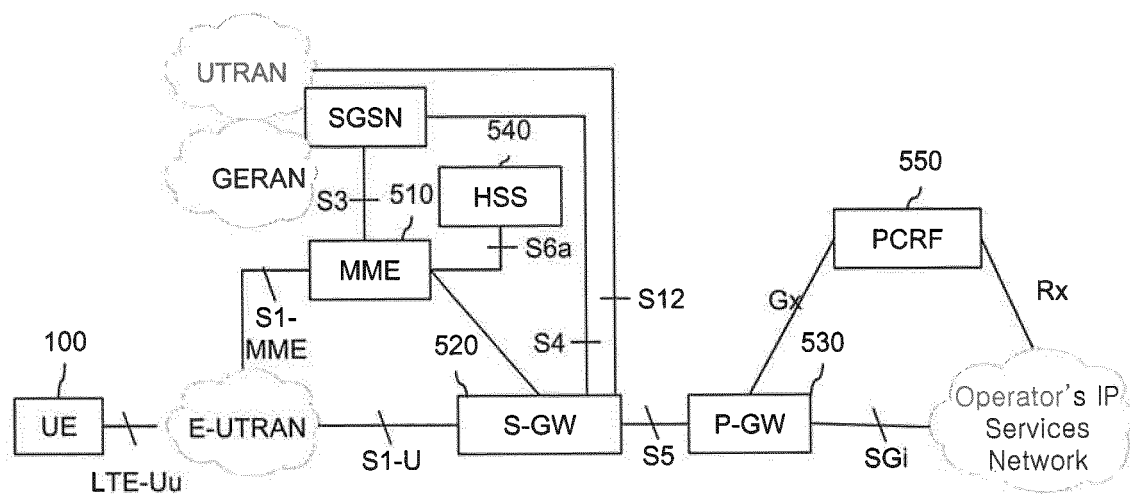 UTRAN
SGSN
540
GERAN
HSS
550
S3
510
PCRF
S6a
MME
Gx
Rx
S12
S1-
MME
100
520
S4
530
UE
E-UTRAN
S-GW
P-GW
Operator's IP
Services
Network
LTE-Uu
S1-U
S5
SGi